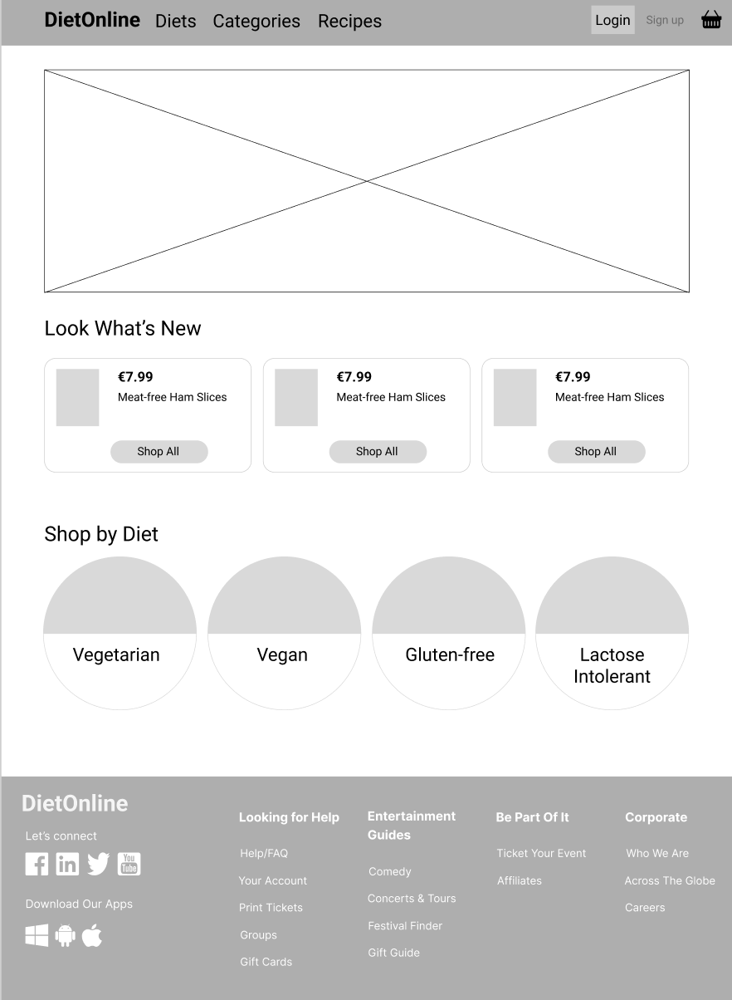 DietOnline Diets Categories Recipes Login Sign up
Look What’s New
€7.99
Meat-free Ham Slices
Shop All
€7.99
Meat-free Ham Slices
Shop All
€7.99
Meat-free Ham Slices
Shop All
Shop by Diet
Vegetarian
Vegan
Gluten-free
Lactose
Intolerant
DietOnline
Let’s connect
You
Tube
Download Our Apps
Looking for Help
Help/FAQ
Your Account
Print Tickets
Groups
Gift Cards
Entertainment
Guides
Comedy
Concerts & Tours
Festival Finder
Gift Guide
Be Part Of It
Ticket Your Event
Affiliates
Corporate
Who We Are
Across The Globe
Careers